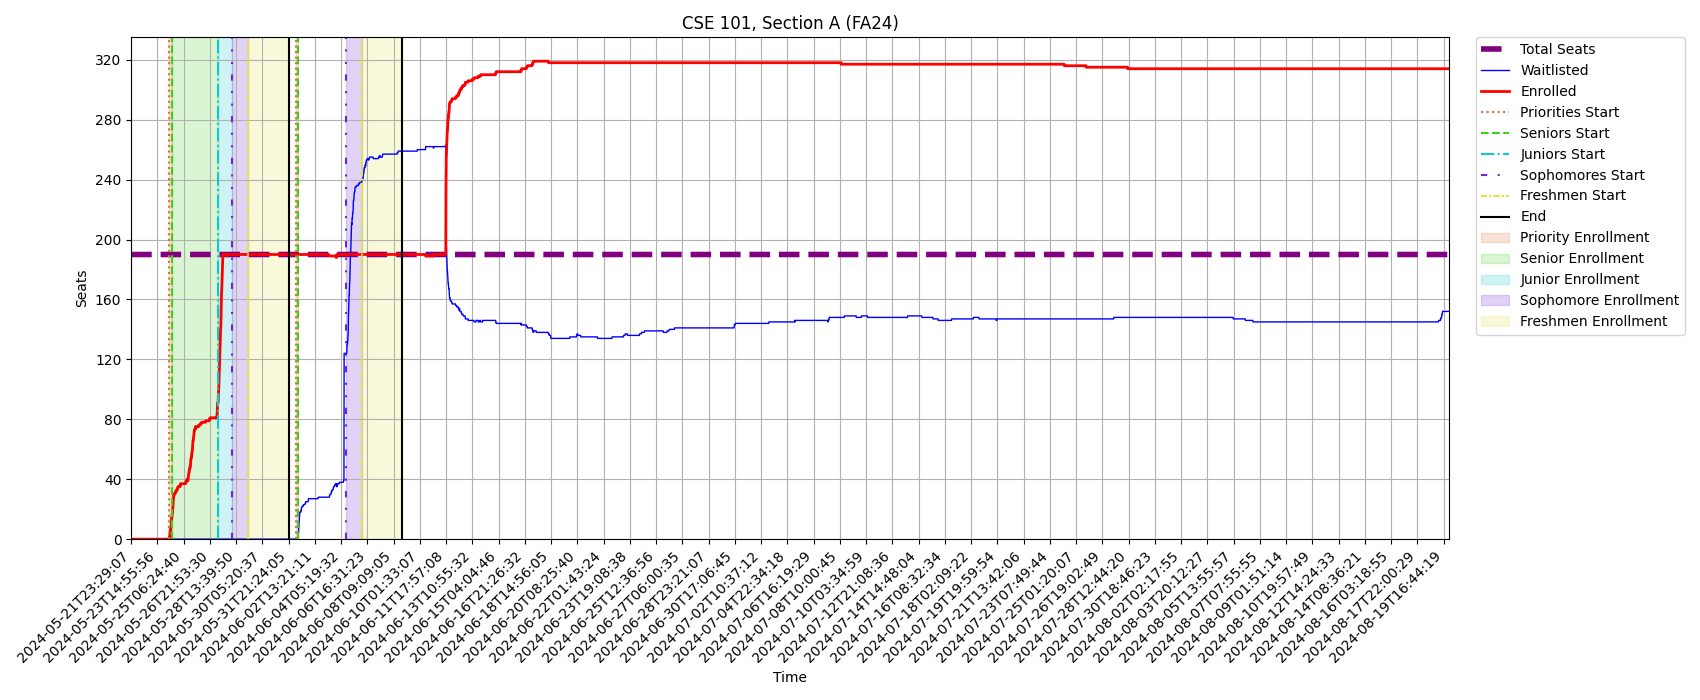 CSE 101, Section A (FA24)
320
280
240
200
160
120
80
40
0
Seats
2024-05-21T23:29:07
2024-05-23T14:55:56
2024-05-25T06:24:40
2024-05-26T21:53:30
2024-05-28T13:39:50
2024-05-30T05:20:37
2024-05-31T21:24:05
2024-06-02T13:21:11
2024-06-04T05:19:32
2024-06-06T16:31:23
2024-06-08T09:09:05
2024-06-10T01:33:07
2024-06-11T17:57:08
2024-06-13T10:55:32
2024-06-15T04:04:46
2024-06-16T21:26:32
2024-06-18T14:56:05
2024-06-20T08:25:40
2024-06-22T01:43:24
2024-06-23T19:08:38
2024-06-25T12:36:56
2024-06-27T06:00:35
2024-06-28T23:21:07
2024-06-30T17:06:45
2024-07-02T10:37:12
2024-07-04T22:34:18
2024-07-06T16:19:29
2024-07-08T10:00:45
2024-07-10T03:34:59
2024-07-12T21:08:36
2024-07-14T14:48:04
2024-07-16T08:32:34
2024-07-18T02:09:22
2024-07-19T19:59:54
2024-07-21T13:42:06
2024-07-23T07:49:44
2024-07-25T01:20:07
2024-07-26T19:02:49
2024-07-28T12:44:20
2024-07-30T18:46:23
2024-08-02T02:17:55
2024-08-03T20:12:27
2024-08-05T13:55:57
2024-08-07T07:55:55
2024-08-09T01:51:14
2024-08-10T19:57:49
2024-08-12T14:24:33
2024-08-14T08:36:21
2024-08-16T03:18:55
2024-08-17T22:00:29
2024-08-19T16:44:19
Time
Total Seats
Waitlisted
Enrolled
Priorities Start
Seniors Start
Juniors Start
Sophomores Start
Freshmen Start
End
Priority Enrollment
Senior Enrollment
Junior Enrollment
Sophomore Enrollment
Freshmen Enrollment